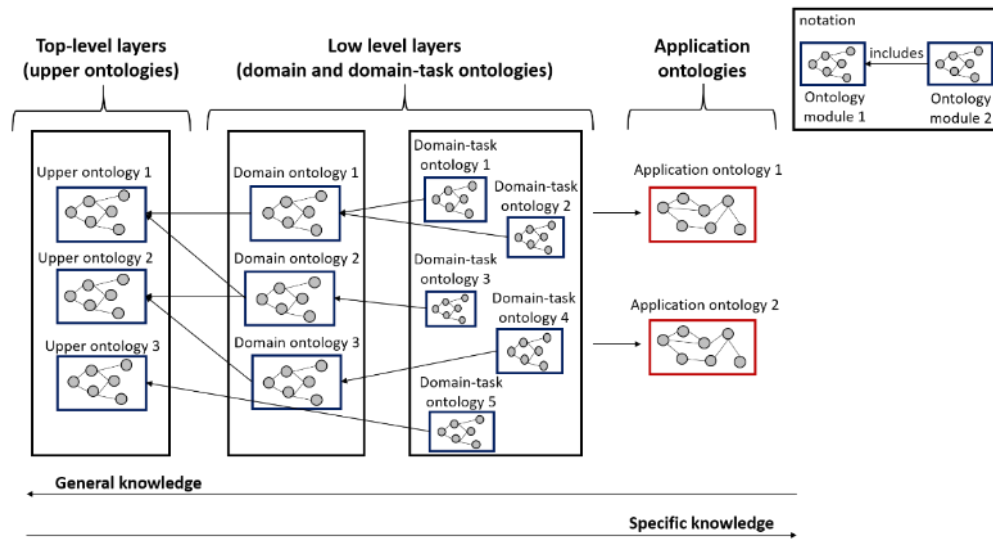 Top-level layers
(upper ontologies)
Low level layers
(domain and domain-task ontologies)
Application
ontologies
notation
includes
Ontology
module 1
Ontology
module 2
Upper ontology 1
Upper ontology 2
Upper ontology 3
Domain ontology 1
Domain ontology 2
Domain ontology 3
Domain-task
ontology 1
Domain-task
ontology 2
Domain-task
ontology 3
Domain-task
ontology 4
Domain-task
ontology 5
Application ontology 1
Application ontology 2
General knowledge
Specific knowledge